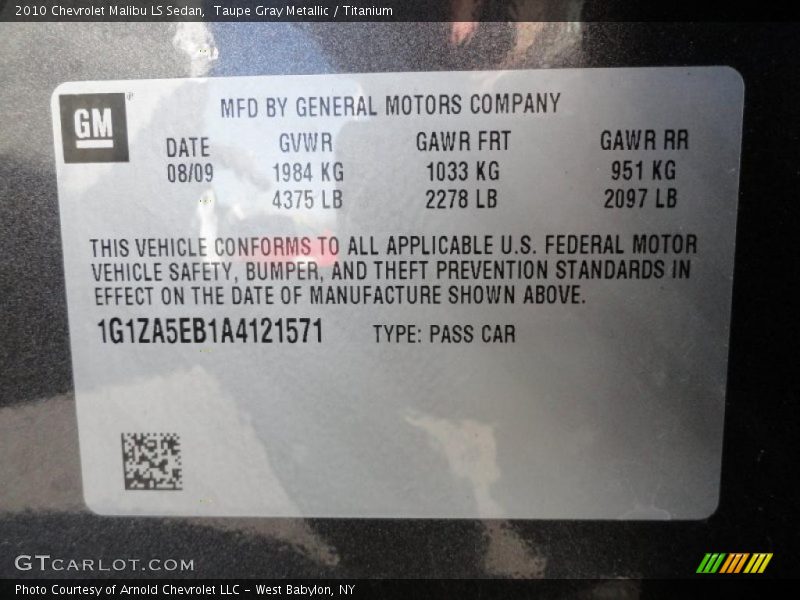 2010 Chevrolet Malibu LS Sedan, Taupe Gray Metallic / Titanium
GM
MFD BY GENERAL MOTORS COMPANY
DATE GVWR GAWR FRT GAWR RR
08/09 1984 KG 1033 KG 951 KG
4375 LB 2278 LB 2097 LB
THIS VEHICLE CONFORMS TO ALL APPLICABLE U.S. FEDERAL MOTOR
VEHICLE SAFETY, BUMPER, AND THEFT PREVENTION STANDARDS IN
EFFECT ON THE DATE OF MANUFACTURE SHOWN ABOVE.
1G1ZA5EB1A4121571 TYPE: PASS CAR
GTCARLOT.COM
Photo Courtesy of Arnold Chevrolet LLC - West Babylon, NY